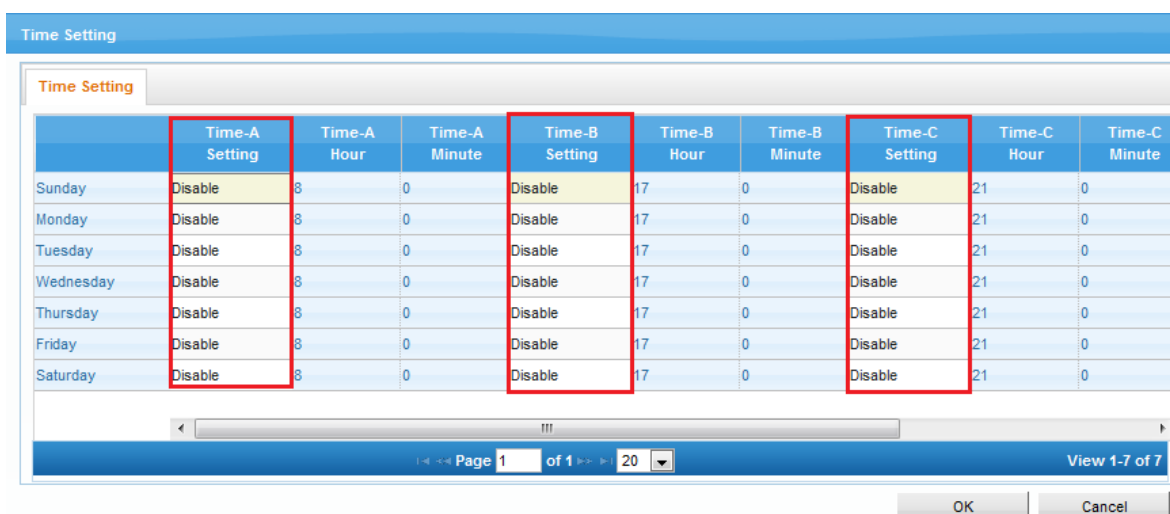 Time Setting
Time Setting
Time-A Setting Time-A Hour Time-A Minute Time-B Setting Time-B Hour Time-B Minute Time-C Setting Time-C Hour Time-C Minute
Sunday Disable 8 0 Disable 17 0 Disable 21 0
Monday Disable 8 0 Disable 17 0 Disable 21 0
Tuesday Disable 8 0 Disable 17 0 Disable 21 0
Wednesday Disable 8 0 Disable 17 0 Disable 21 0
Thursday Disable 8 0 Disable 17 0 Disable 21 0
Friday Disable 8 0 Disable 17 0 Disable 21 0
Saturday Disable 8 0 Disable 17 0 Disable 21 0
Page 1 of 1 20 View 1-7 of 7
OK Cancel